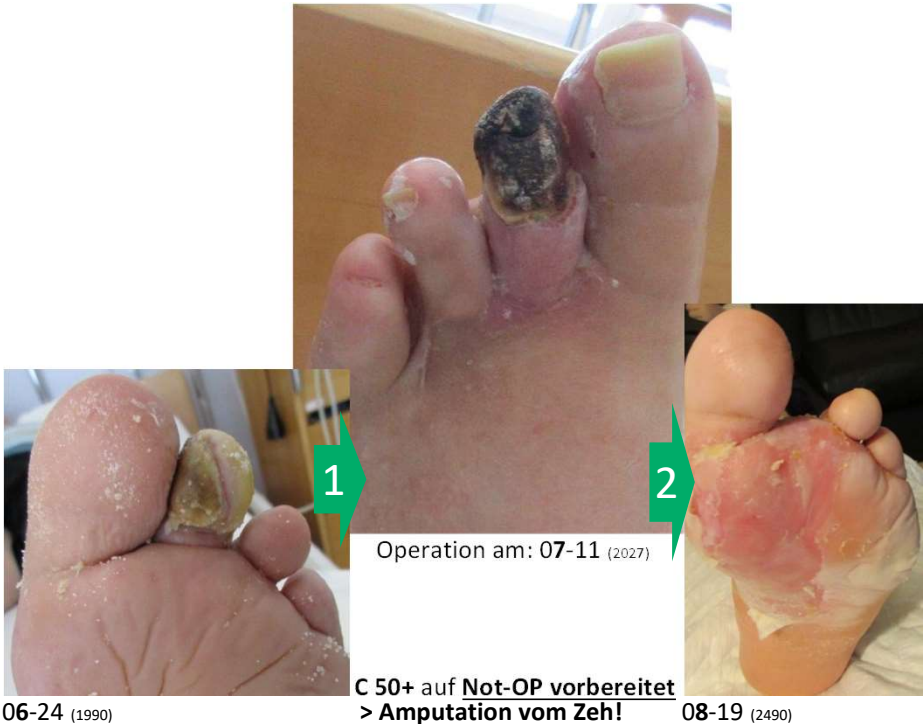 1
2
Operation am: 07-11 (2027)
C 50+ auf Not-OP vorbereitet
> Amputation vom Zeh!
06-24 (1990)
08-19 (2490)